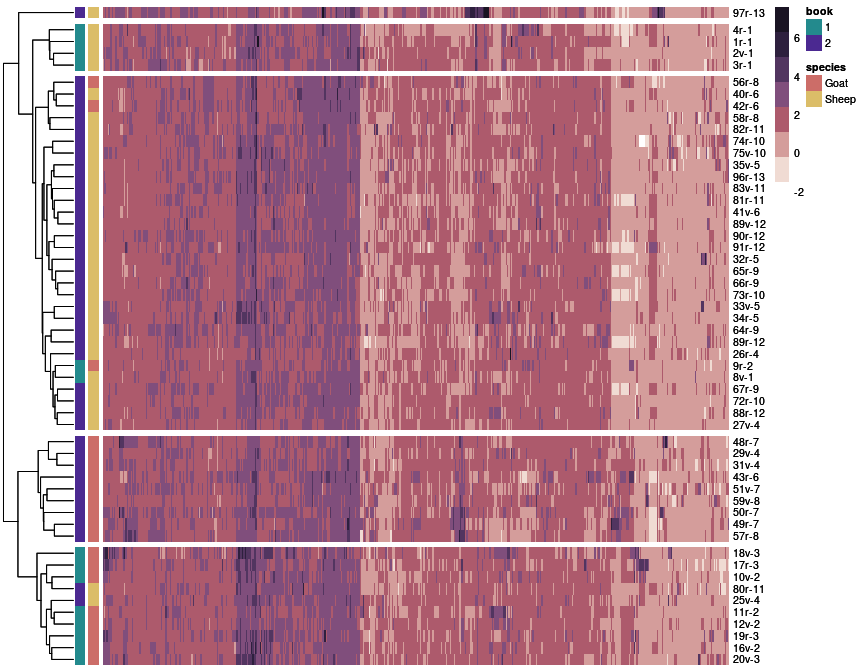 97r-13
4r-1
1r-1
2v-1
3r-1
56r-8
40r-6
42r-6
58r-8
82r-11
74r-10
75v-10
35v-5
96r-13
83v-11
81r-11
41v-6
89v-12
90r-12
91r-12
32r-5
65r-9
66r-9
73r-10
33v-5
34r-5
64r-9
89r-12
26r-4
9r-2
8v-1
67r-9
72r-10
88r-12
27v-4
48r-7
29v-4
31v-4
43r-6
51v-7
59v-8
50r-7
49r-7
57r-8
18v-3
17r-3
10v-2
80r-11
25v-4
11r-2
12v-2
19r-3
16v-2
20v-3
6
4
2
0
-2
book
1
2
species
Goat
Sheep